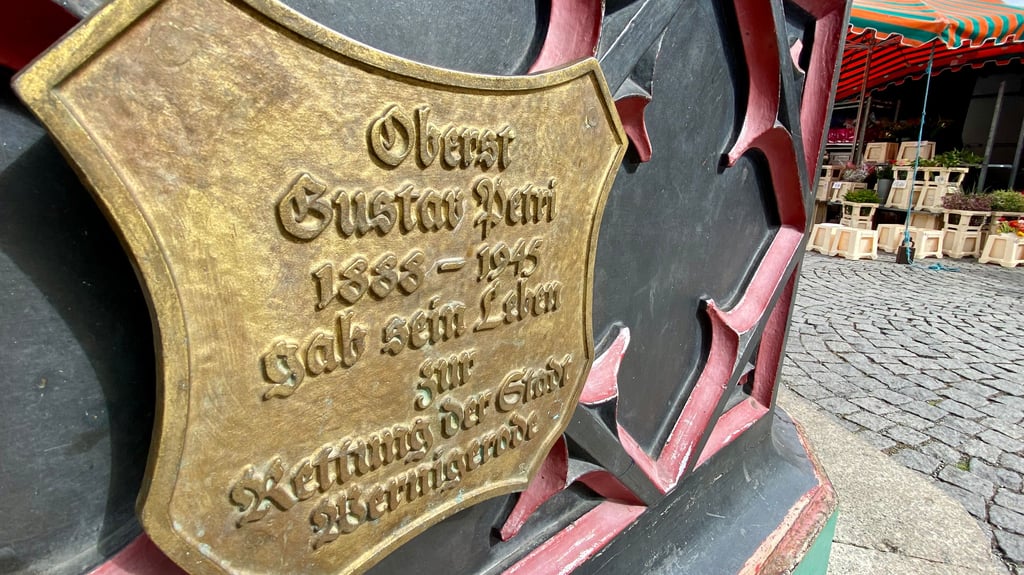 Oberst
Gustav Petri
1888 – 1945
gab sein Leben
zur
Rettung der Stadt
Wernigerode